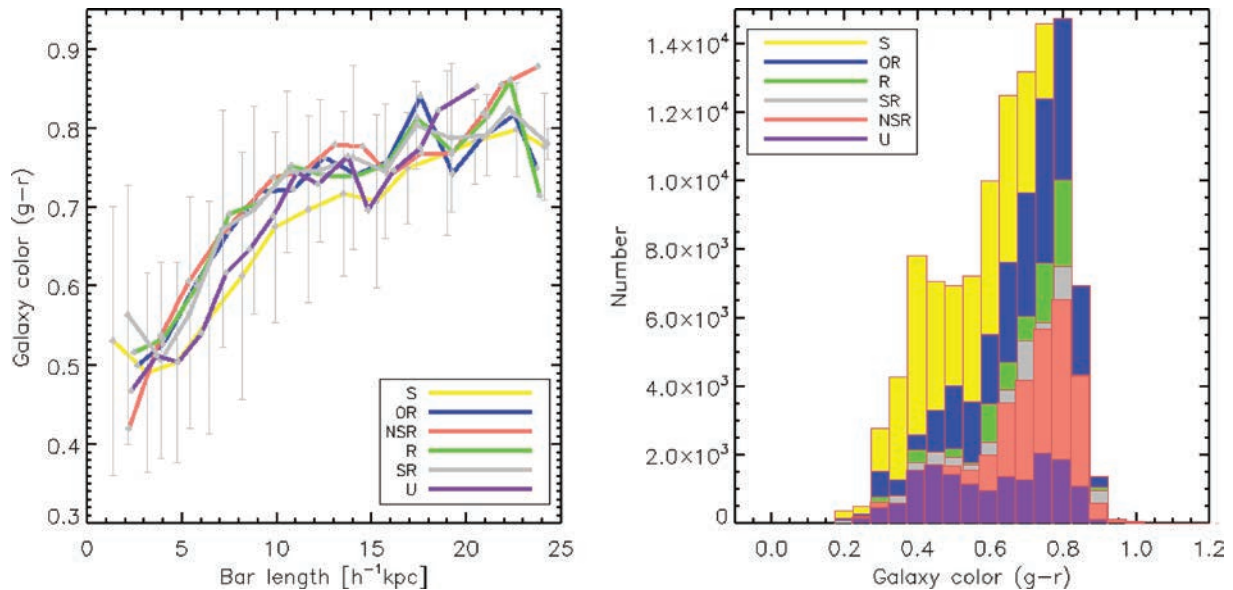 0.9
0.8
0.7
0.6
0.5
0.4
0.3
Galaxy color (g−r)
0 5 10 15 20 25
Bar length [h⁻¹kpc]
S
OR
NSR
R
SR
U
1.4×10⁴
1.2×10⁴
1.0×10⁴
8.0×10³
6.0×10³
4.0×10³
2.0×10³
0
Number
0.0 0.2 0.4 0.6 0.8 1.0 1.2
Galaxy color (g−r)
S
OR
R
SR
NSR
U